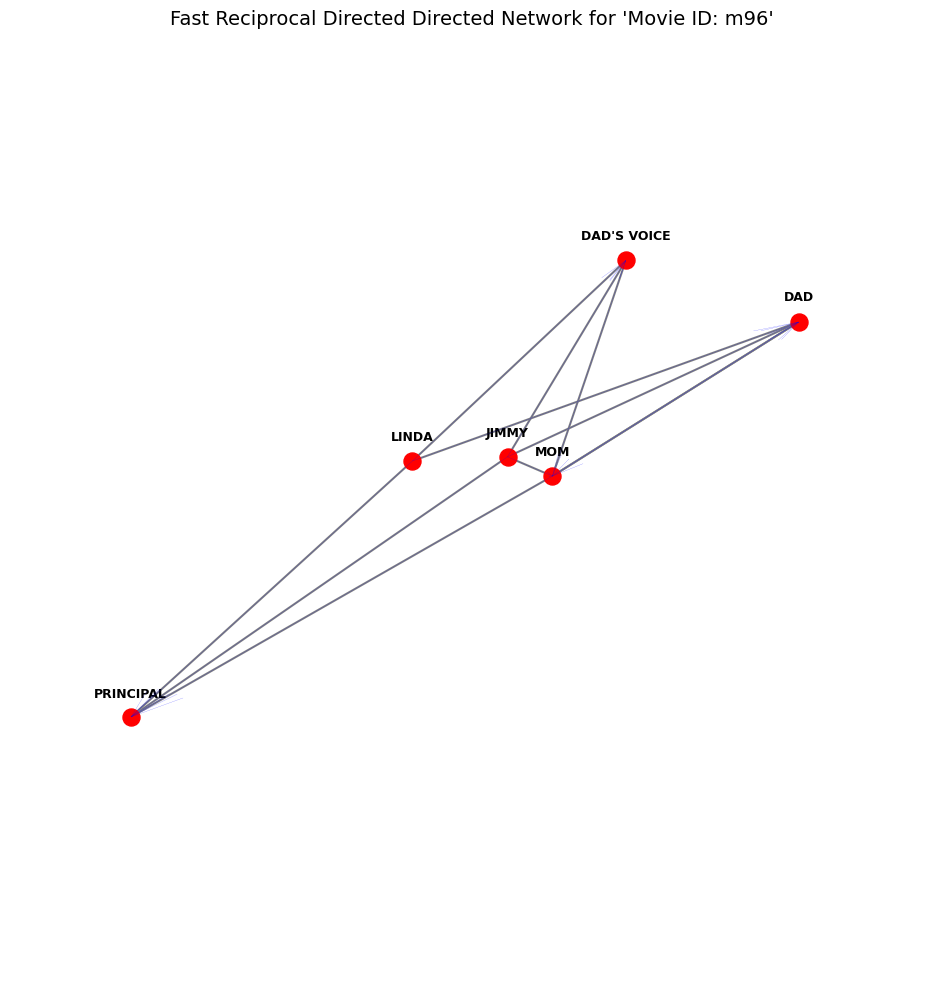 Fast Reciprocal Directed Directed Network for 'Movie ID: m96'
DAD'S VOICE
DAD
JIMMY
LINDA
MOM
PRINCIPAL